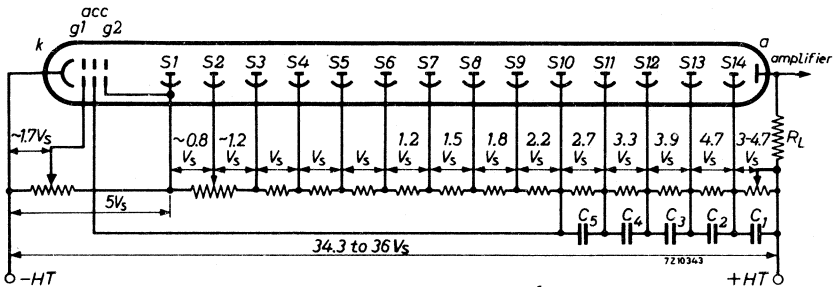 acc
g1 g2
k
a
S1 S2 S3 S4 S5 S6 S7 S8 S9 S10 S11 S12 S13 S14
amplifier
~1.7Vs
~0.8 Vs
~1.2 Vs
Vs
Vs
Vs
1.2 Vs
1.5 Vs
1.8 Vs
2.2 Vs
2.7 Vs
3.3 Vs
3.9 Vs
4.7 Vs
3-4.7 Vs
RL
5Vs
C5 C4 C3 C2 C1
34.3 to 36 Vs
7210343
-HT
+HT